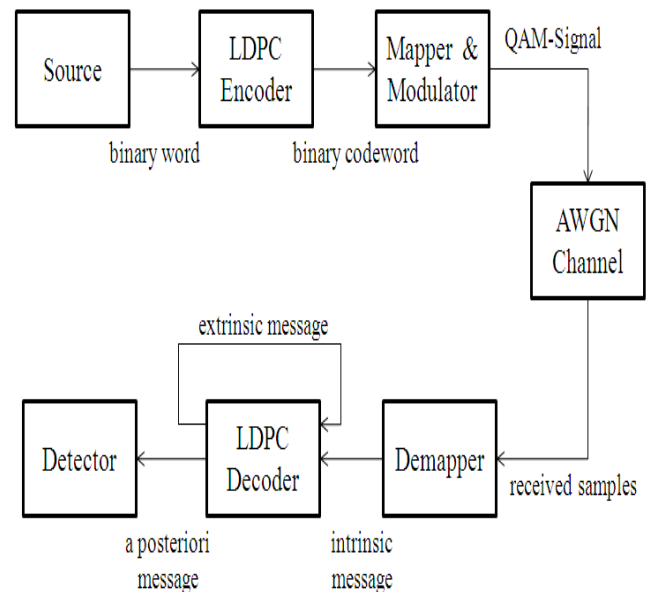 Source
LDPC
Encoder
Mapper &
Modulator
QAM-Signal
binary word
binary codeword
AWGN
Channel
extrinsic message
Detector
LDPC
Decoder
Demapper
received samples
a posteriori
message
intrinsic
message